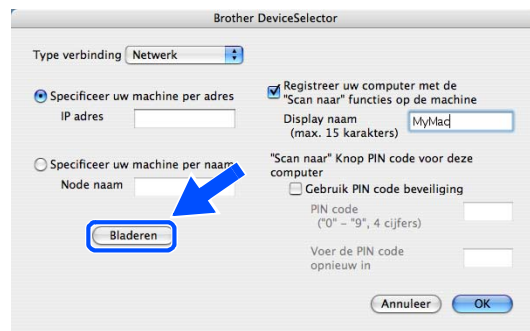 Brother DeviceSelector
Type verbinding Netwerk
Specificeer uw machine per adres
IP adres
Specificeer uw machine per naam
Node naam
Bladeren
Registreer uw computer met de
"Scan naar" functies op de machine
Display naam
(max. 15 karakters)
MyMac
"Scan naar" Knop PIN code voor deze
computer
Gebruik PIN code beveiliging
PIN code
("0" – "9", 4 cijfers)
Voer de PIN code
opnieuw in
Annuleer
OK